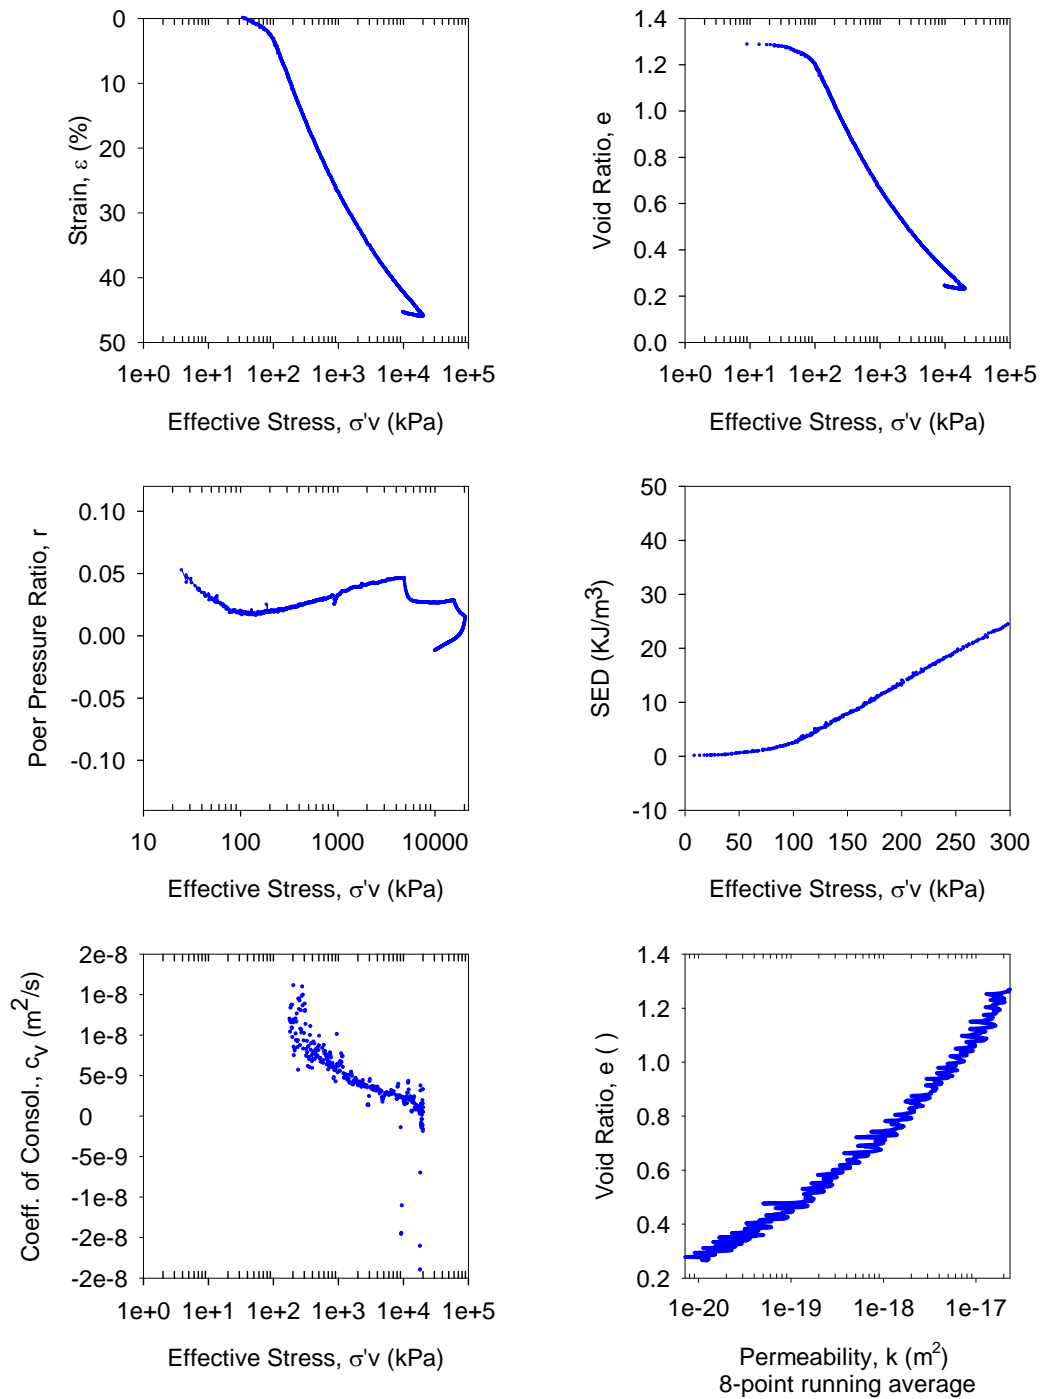 0
10
20
30
40
50
Strain, ε (%)
1e+0 1e+1 1e+2 1e+3 1e+4 1e+5
Effective Stress, σ'v (kPa)
1.4
1.2
1.0
0.8
0.6
0.4
0.2
0.0
Void Ratio, e
1e+0 1e+1 1e+2 1e+3 1e+4 1e+5
Effective Stress, σ'v (kPa)
0.10
0.05
0.00
-0.05
-0.10
Poer Pressure Ratio, r
10 100 1000 10000
Effective Stress, σ'v (kPa)
50
40
30
20
10
0
-10
SED (KJ/m³)
0 50 100 150 200 250 300
Effective Stress, σ'v (kPa)
2e-8
1e-8
1e-8
5e-9
0
-5e-9
-1e-8
-2e-8
-2e-8
Coeff. of Consol., cᵥ (m²/s)
1e+0 1e+1 1e+2 1e+3 1e+4 1e+5
Effective Stress, σ'v (kPa)
1.4
1.2
1.0
0.8
0.6
0.4
0.2
Void Ratio, e ( )
1e-20 1e-19 1e-18 1e-17
Permeability, k (m²)
8-point running average